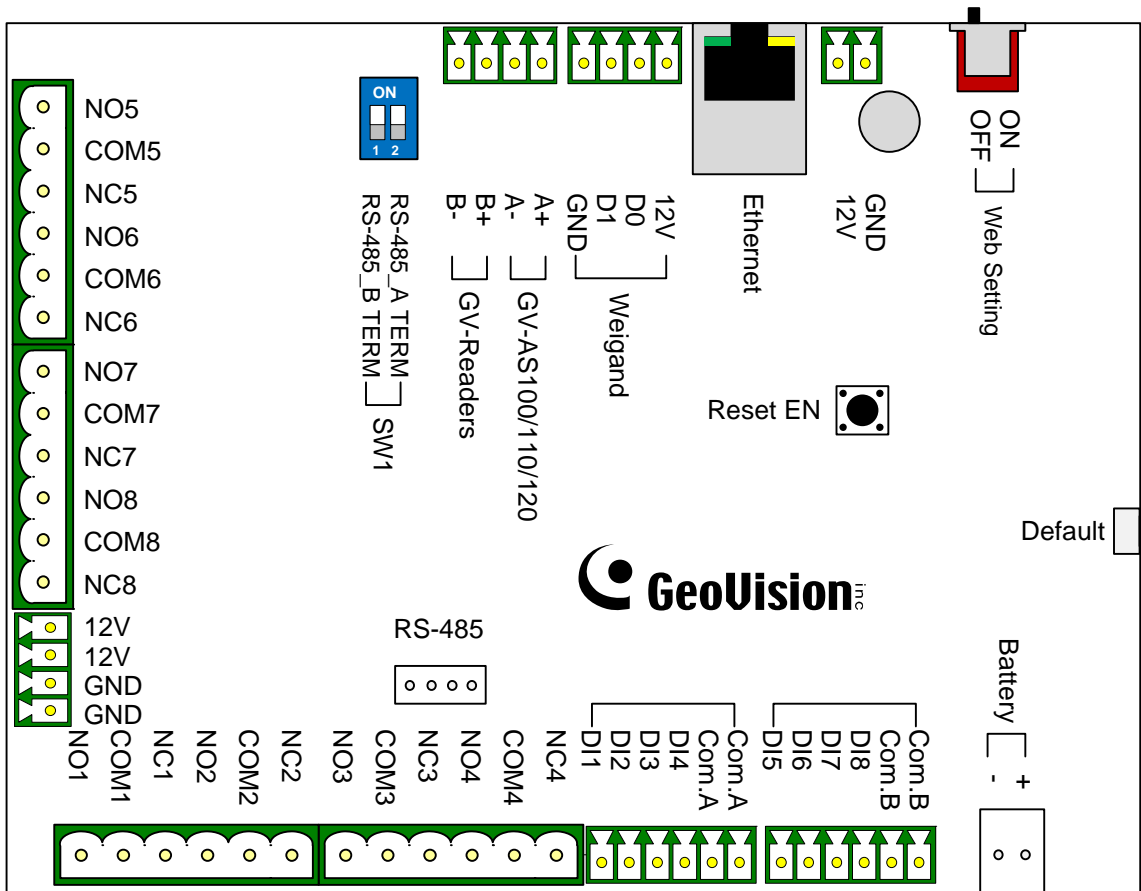 ON
1 2
NO5
COM5
NC5
NO6
COM6
NC6
NO7
COM7
NC7
NO8
COM8
NC8
12V
12V
GND
GND
RS-485_B TERM
RS-485_A TERM
SW1
B-
B+
GV-Readers
A-
A+
GV-AS100/110/120
GND
D1
D0
12V
Weigand
Ethernet
12V
GND
OFF
ON
Web Setting
Reset EN
Default
GeoVision inc
RS-485
Battery
- +
NO1
COM1
NC1
NO2
COM2
NC2
NO3
COM3
NC3
NO4
COM4
NC4
DI1
DI2
DI3
DI4
Com.A
Com.A
DI5
DI6
DI7
DI8
Com.B
Com.B